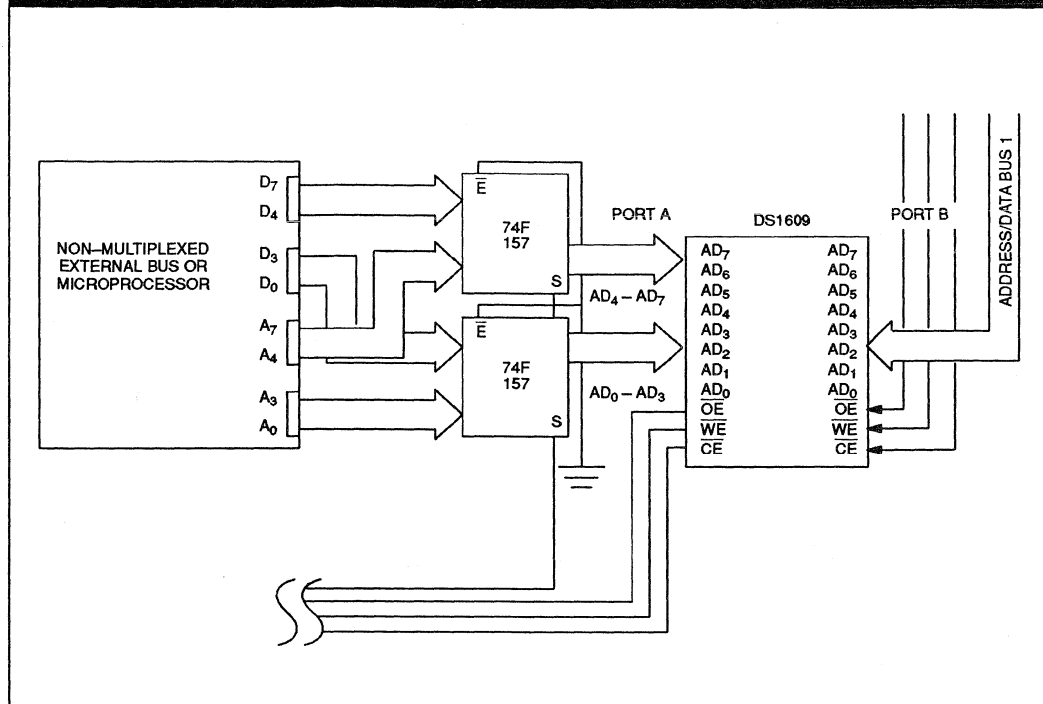 NON–MULTIPLEXED
EXTERNAL BUS OR
MICROPROCESSOR
D7
D4
D3
D0
A7
A4
A3
A0
E
74F
157
S
E
74F
157
S
PORT A
AD4 – AD7
AD0 – AD3
DS1609
AD7
AD6
AD5
AD4
AD3
AD2
AD1
AD0
OE
WE
CE
AD7
AD6
AD5
AD4
AD3
AD2
AD1
AD0
OE
WE
CE
PORT B
ADDRESS/DATA BUS 1